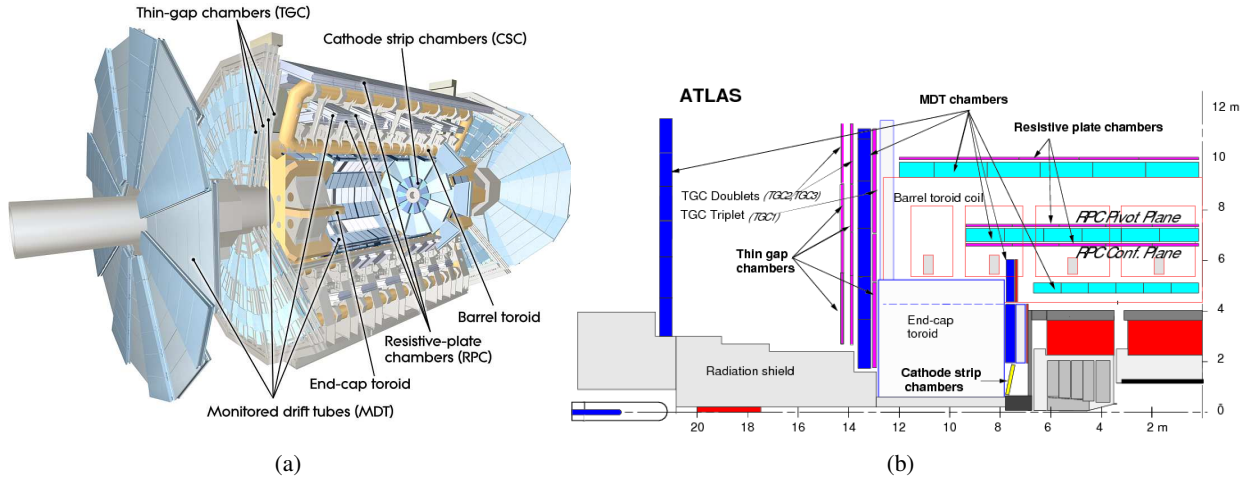 Thin-gap chambers (TGC)
Cathode strip chambers (CSC)
Barrel toroid
Resistive-plate
chambers (RPC)
End-cap toroid
Monitored drift tubes (MDT)
(a)
ATLAS
MDT chambers
Resistive plate chambers
12 m
10
8
6
4
2
0
TGC Doublets (TGC2,TGC3)
TGC Triplet (TGC1)
Barrel toroid coil
RPC Pivot Plane
RPC Conf. Plane
Thin gap
chambers
End-cap
toroid
Radiation shield
Cathode strip
chambers
20
18
16
14
12
10
8
6
4
2 m
(b)